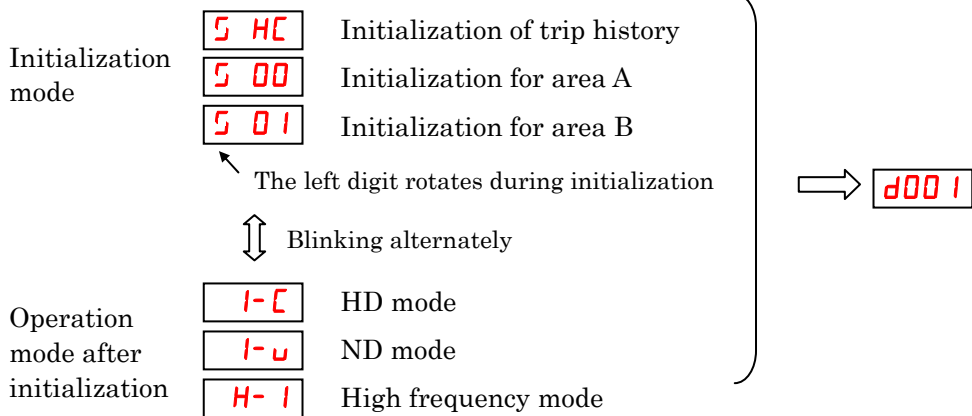 Initialization mode
5 HC Initialization of trip history
5 00 Initialization for area A
5 01 Initialization for area B
The left digit rotates during initialization
d001
Blinking alternately
Operation mode after initialization
1-C HD mode
1-u ND mode
H-1 High frequency mode